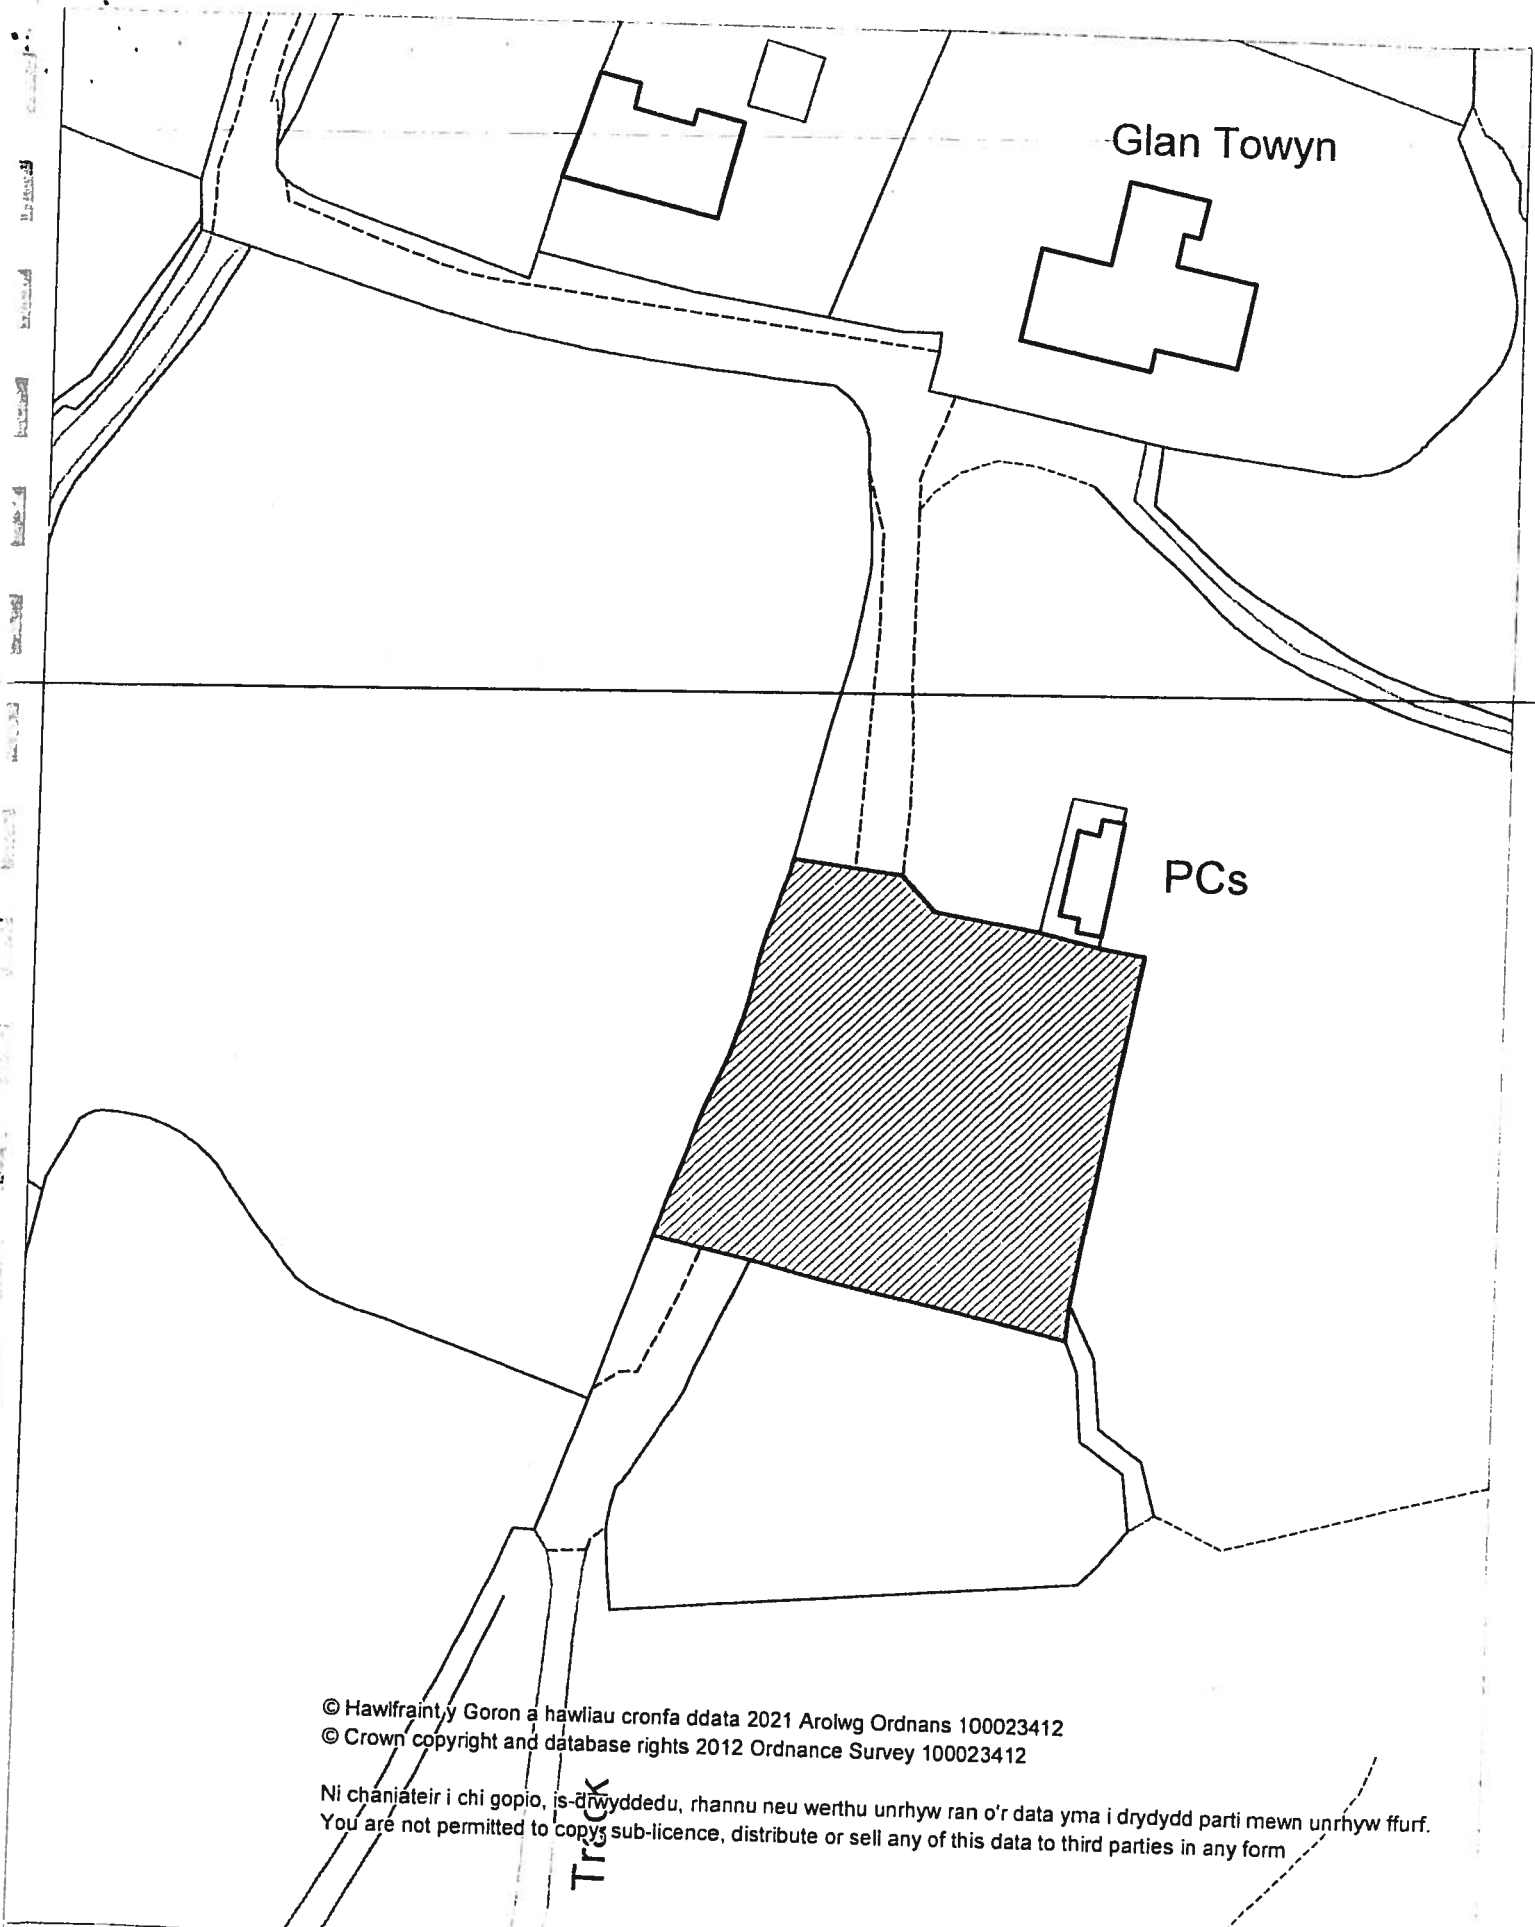 Glan Towyn
PCs
© Hawlfraint y Goron a hawliau cronfa ddata 2021 Arolwg Ordnans 100023412
© Crown copyright and database rights 2012 Ordnance Survey 100023412
Ni chaniateir i chi gopio, is-drwyddedu, rhannu neu werthu unrhyw ran o'r data yma i drydydd parti mewn unrhyw ffurf.
You are not permitted to copy, sub-licence, distribute or sell any of this data to third parties in any form
Track